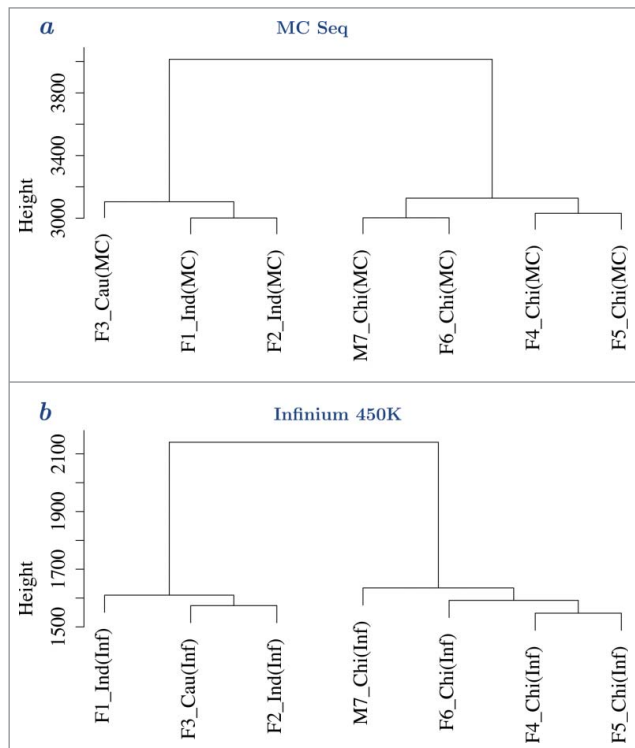 a
MC Seq
Height
3000 3400 3800
F3_Cau(MC)
F1_Ind(MC)
F2_Ind(MC)
M7_Chi(MC)
F6_Chi(MC)
F4_Chi(MC)
F5_Chi(MC)
b
Infinium 450K
Height
1500 1700 1900 2100
F1_Ind(Inf)
F3_Cau(Inf)
F2_Ind(Inf)
M7_Chi(Inf)
F6_Chi(Inf)
F4_Chi(Inf)
F5_Chi(Inf)